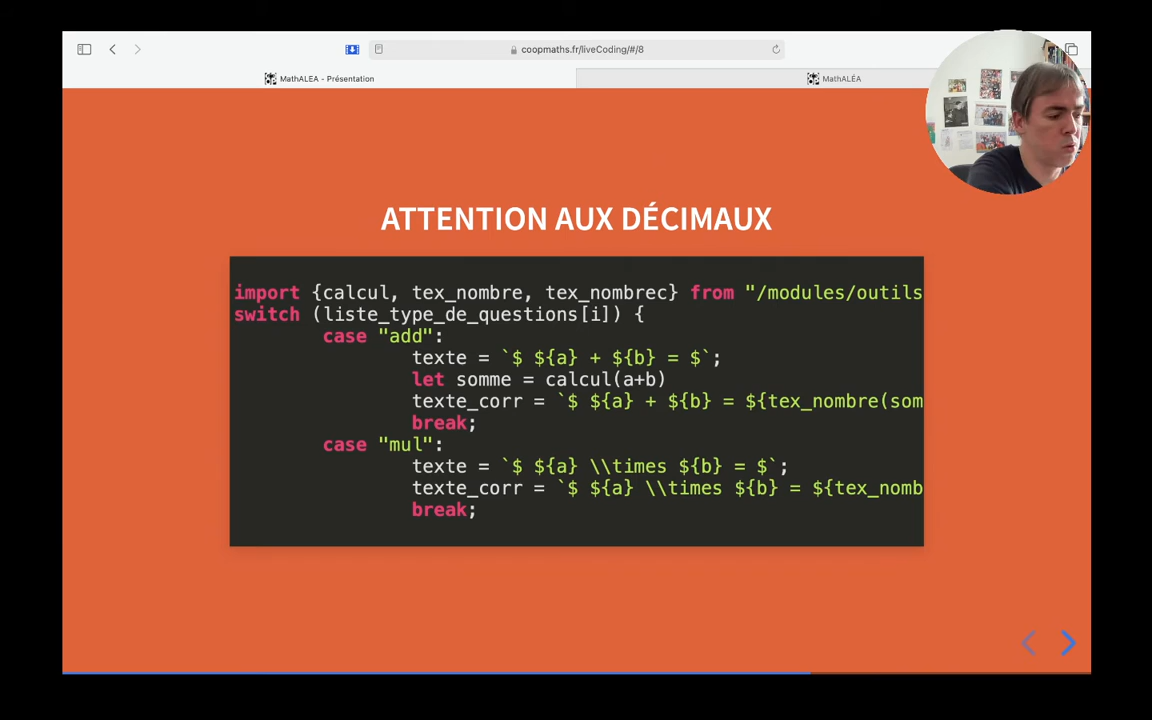 coopmaths.fr/liveCoding/#/8
MathALEA - Présentation
MathALÉA
ATTENTION AUX DÉCIMAUX
import {calcul, tex_nombre, tex_nombrec} from "/modules/outils
switch (liste_type_de_questions[i]) {
case "add":
texte = `$ ${a} + ${b} = $`;
let somme = calcul(a+b)
texte_corr = `$ ${a} + ${b} = ${tex_nombre(som
break;
case "mul":
texte = `$ ${a} \\times ${b} = $`;
texte_corr = `$ ${a} \\times ${b} = ${tex_nomb
break;